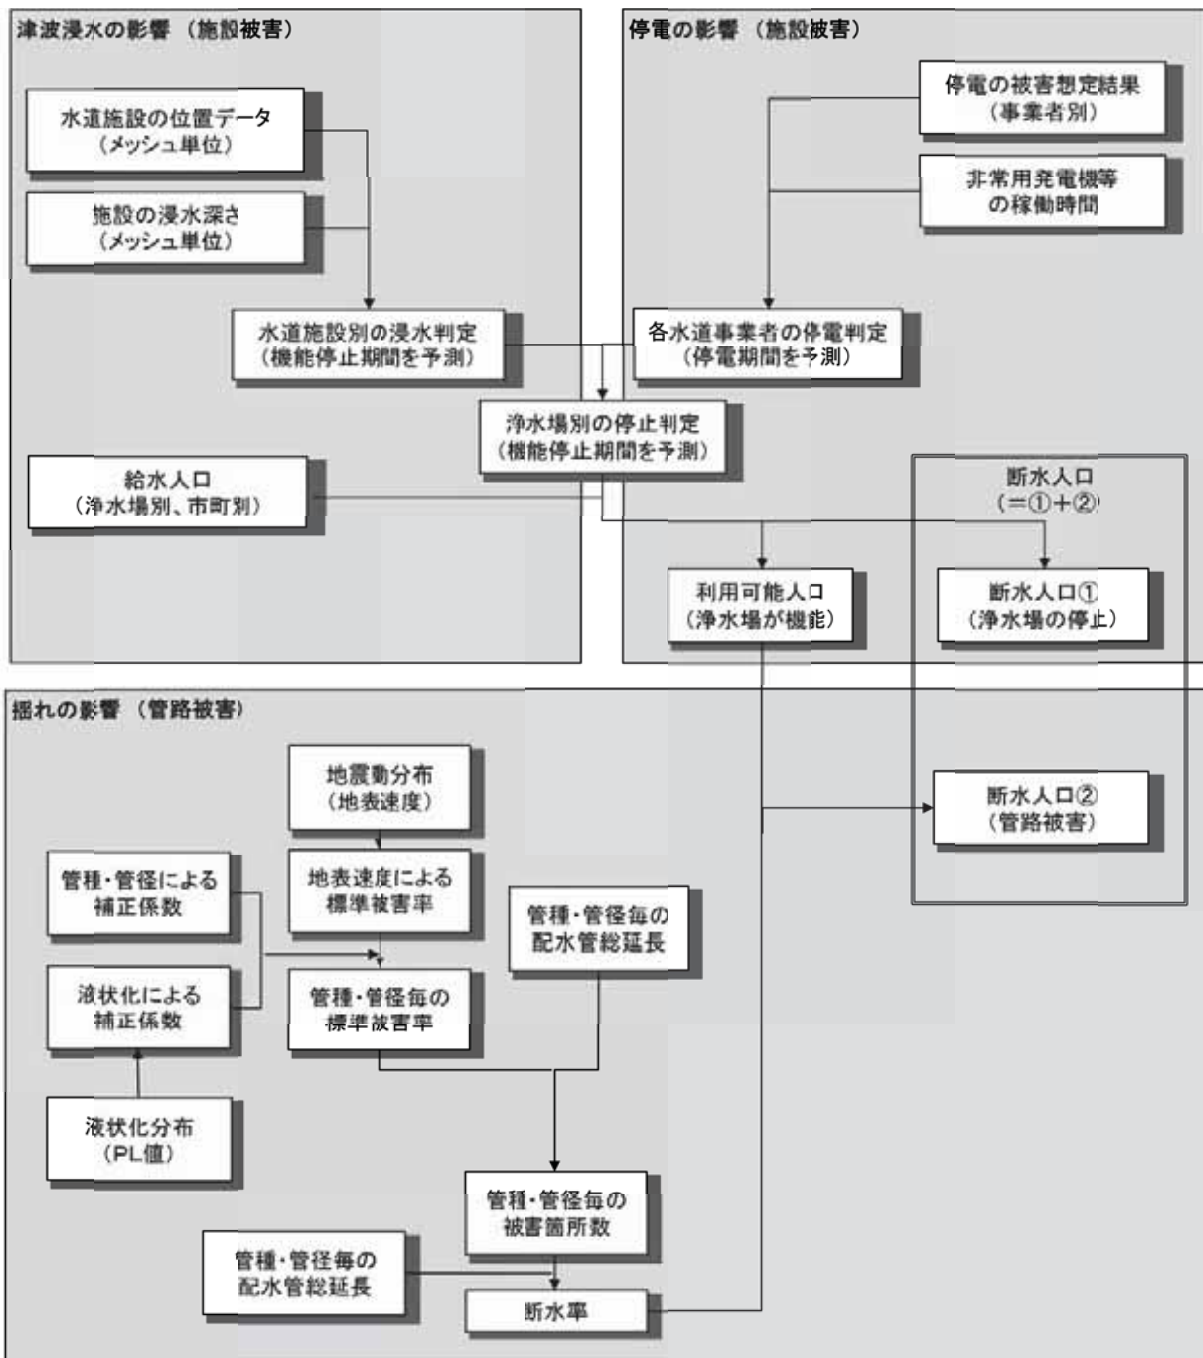 津波浸水の影響 （施設被害）
水道施設の位置データ
（メッシュ単位）
施設の浸水深さ
（メッシュ単位）
水道施設別の浸水判定
（機能停止期間を予測）
停電の影響 （施設被害）
停電の被害想定結果
（事業者別）
非常用発電機等
の稼働時間
各水道事業者の停電判定
（停電期間を予測）
浄水場別の停止判定
（機能停止期間を予測）
給水人口
（浄水場別、市町別）
断水人口
（＝①＋②）
利用可能人口
（浄水場が機能）
断水人口①
（浄水場の停止）
揺れの影響 （管路被害）
地震動分布
（地表速度）
断水人口②
（管路被害）
管種・管径による
補正係数
地表速度による
標準被害率
管種・管径毎の
配水管総延長
液状化による
補正係数
管種・管径毎の
標準被害率
液状化分布
（PL値）
管種・管径毎の
被害箇所数
管種・管径毎の
配水管総延長
断水率